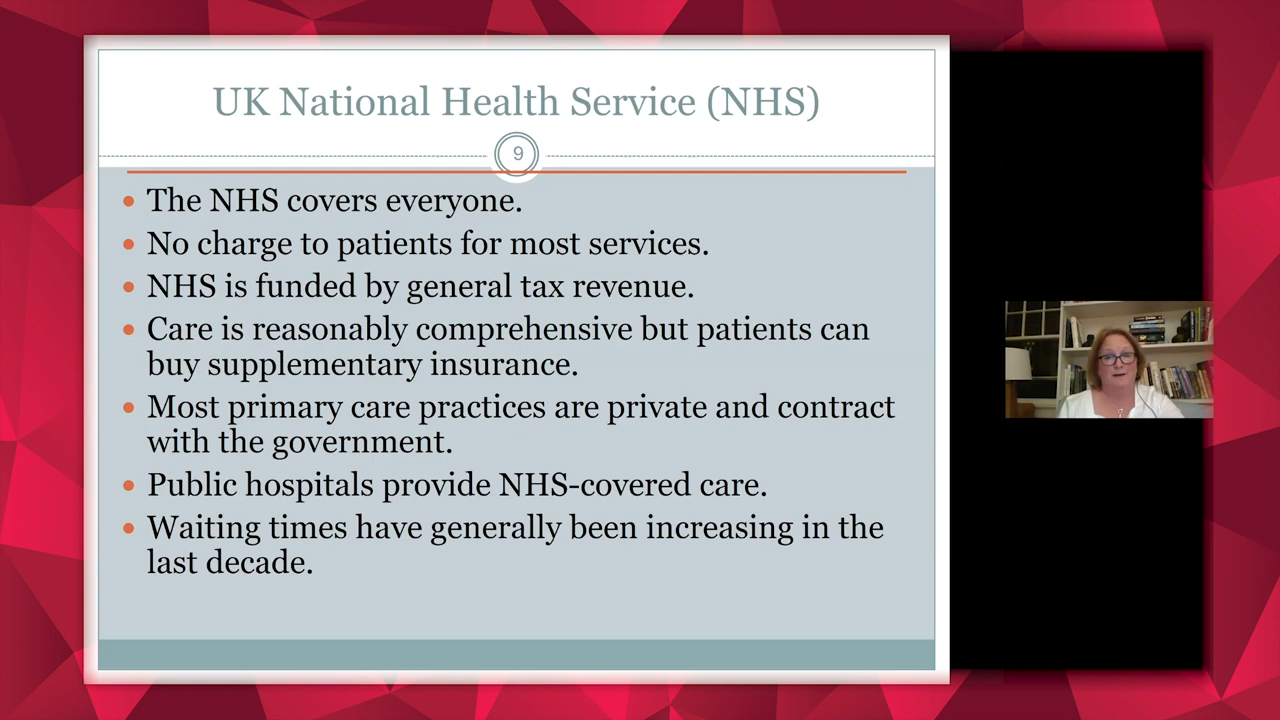 UK National Health Service (NHS)
9
• The NHS covers everyone.
• No charge to patients for most services.
• NHS is funded by general tax revenue.
• Care is reasonably comprehensive but patients can
buy supplementary insurance.
• Most primary care practices are private and contract
with the government.
• Public hospitals provide NHS-covered care.
• Waiting times have generally been increasing in the
last decade.